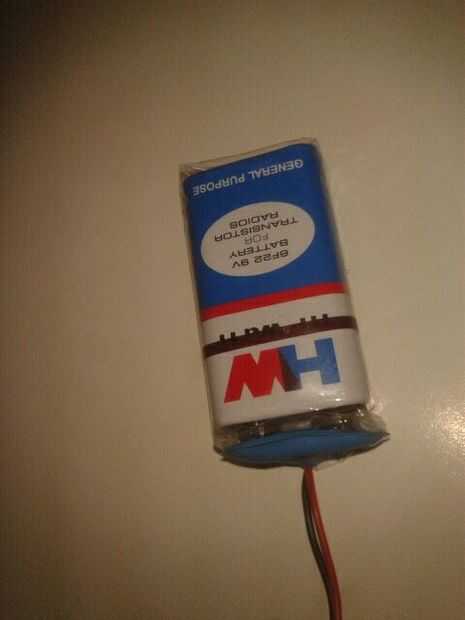 HW
HI-WATT
6F22 9V
BATTERY
FOR
TRANSISTOR
RADIOS
GENERAL PURPOSE